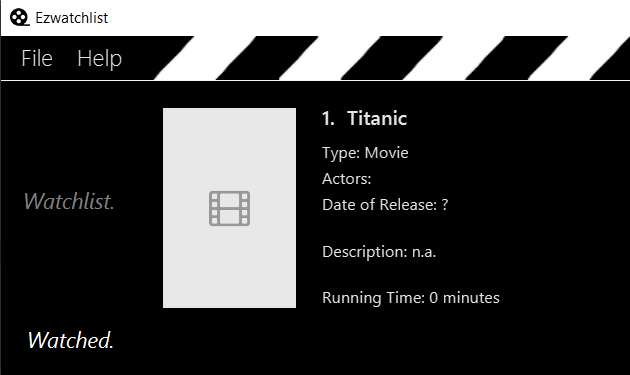 Ezwatchlist
File Help
1. Titanic
Type: Movie
Actors:
Date of Release: ?
Description: n.a.
Running Time: 0 minutes
Watchlist.
Watched.